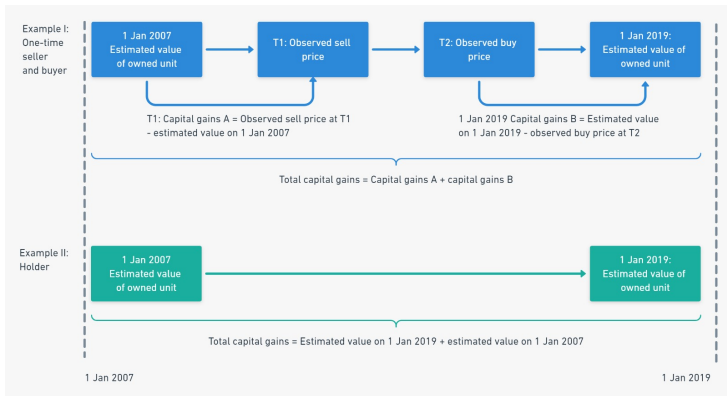 Example I:
One-time
seller
and buyer
1 Jan 2007
Estimated value
of owned unit
T1: Observed sell
price
T2: Observed buy
price
1 Jan 2019:
Estimated value of
owned unit
T1: Capital gains A = Observed sell price at T1
- estimated value on 1 Jan 2007
1 Jan 2019 Capital gains B = Estimated value
on 1 Jan 2019 - observed buy price at T2
Total capital gains = Capital gains A + capital gains B
Example II:
Holder
1 Jan 2007
Estimated value
of owned unit
1 Jan 2019:
Estimated value of
owned unit
Total capital gains = Estimated value on 1 Jan 2019 + estimated value on 1 Jan 2007
1 Jan 2007
1 Jan 2019